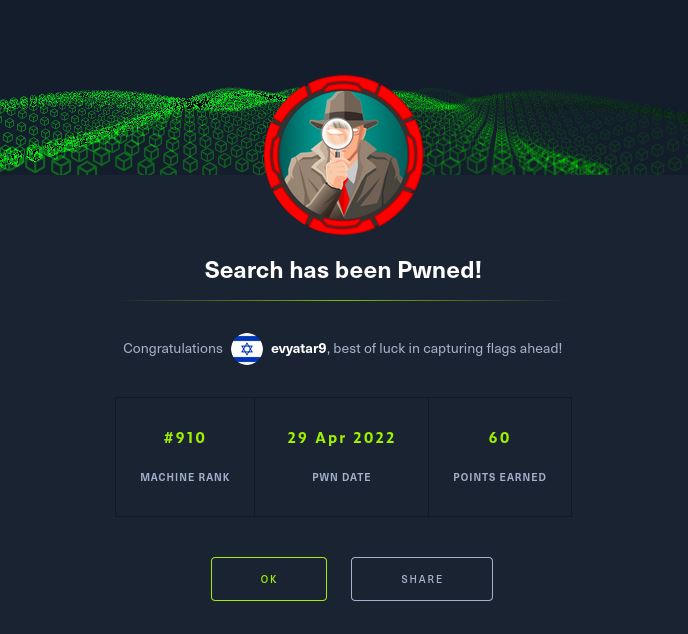 Search has been Pwned!
Congratulations evyatar9, best of luck in capturing flags ahead!
#910 29 Apr 2022 60
MACHINE RANK PWN DATE POINTS EARNED
OK SHARE